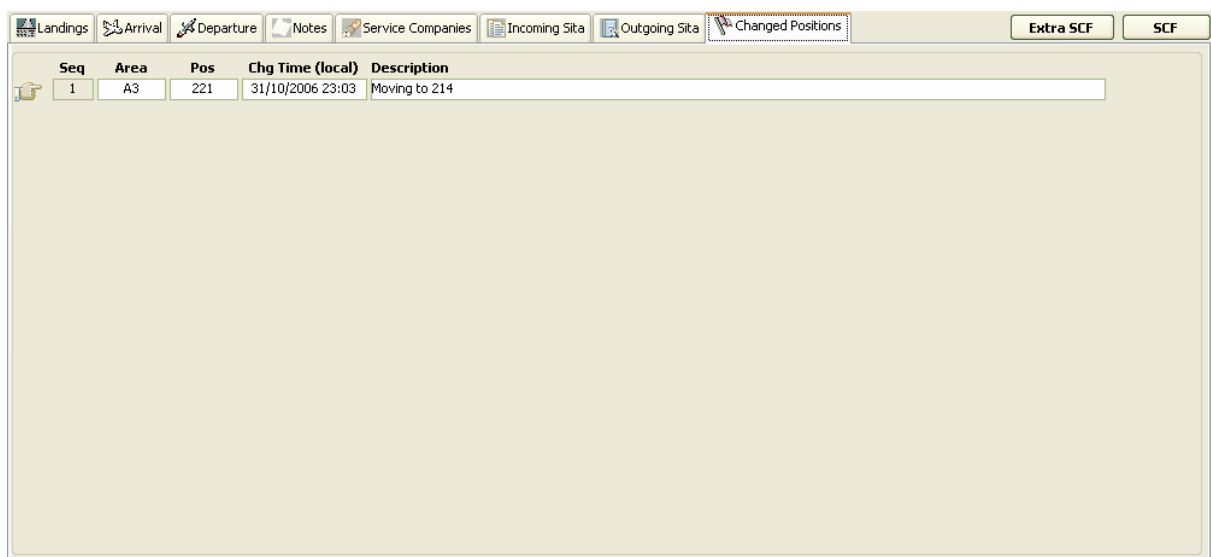 Landings Arrival Departure Notes Service Companies Incoming Sita Outgoing Sita Changed Positions Extra SCF SCF
Seq Area Pos Chg Time (local) Description
1 A3 221 31/10/2006 23:03 Moving to 214